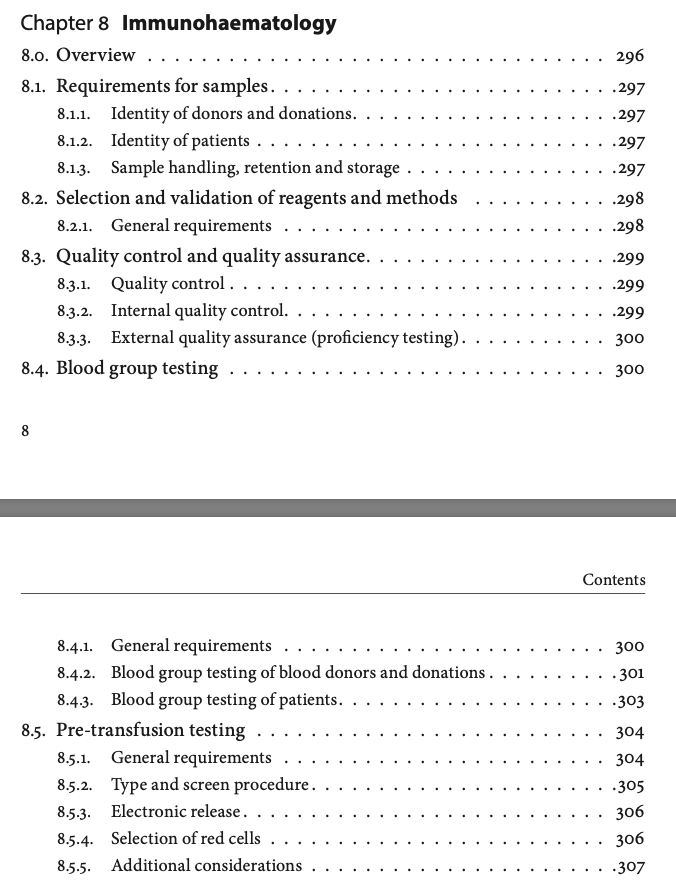 Chapter 8 Immunohaematology
8.0. Overview . . . . . . . . . . . . . . . . . . . . . . . . . . . . . . . . . . 296
8.1. Requirements for samples. . . . . . . . . . . . . . . . . . . . . . . . . .297
8.1.1. Identity of donors and donations. . . . . . . . . . . . . . . . . . . .297
8.1.2. Identity of patients . . . . . . . . . . . . . . . . . . . . . . . . . . .297
8.1.3. Sample handling, retention and storage . . . . . . . . . . . . . . . .297
8.2. Selection and validation of reagents and methods . . . . . . . . . . .298
8.2.1. General requirements . . . . . . . . . . . . . . . . . . . . . . . . .298
8.3. Quality control and quality assurance. . . . . . . . . . . . . . . . . . .299
8.3.1. Quality control . . . . . . . . . . . . . . . . . . . . . . . . . . . . .299
8.3.2. Internal quality control. . . . . . . . . . . . . . . . . . . . . . . . .299
8.3.3. External quality assurance (proficiency testing). . . . . . . . . . . 300
8.4. Blood group testing . . . . . . . . . . . . . . . . . . . . . . . . . . . . 300
8
Contents
8.4.1. General requirements . . . . . . . . . . . . . . . . . . . . . . . . 300
8.4.2. Blood group testing of blood donors and donations . . . . . . . . . . 301
8.4.3. Blood group testing of patients. . . . . . . . . . . . . . . . . . . . .303
8.5. Pre-transfusion testing . . . . . . . . . . . . . . . . . . . . . . . . . . 304
8.5.1. General requirements . . . . . . . . . . . . . . . . . . . . . . . . 304
8.5.2. Type and screen procedure . . . . . . . . . . . . . . . . . . . . . . .305
8.5.3. Electronic release . . . . . . . . . . . . . . . . . . . . . . . . . . . 306
8.5.4. Selection of red cells . . . . . . . . . . . . . . . . . . . . . . . . . 306
8.5.5. Additional considerations . . . . . . . . . . . . . . . . . . . . . . .307